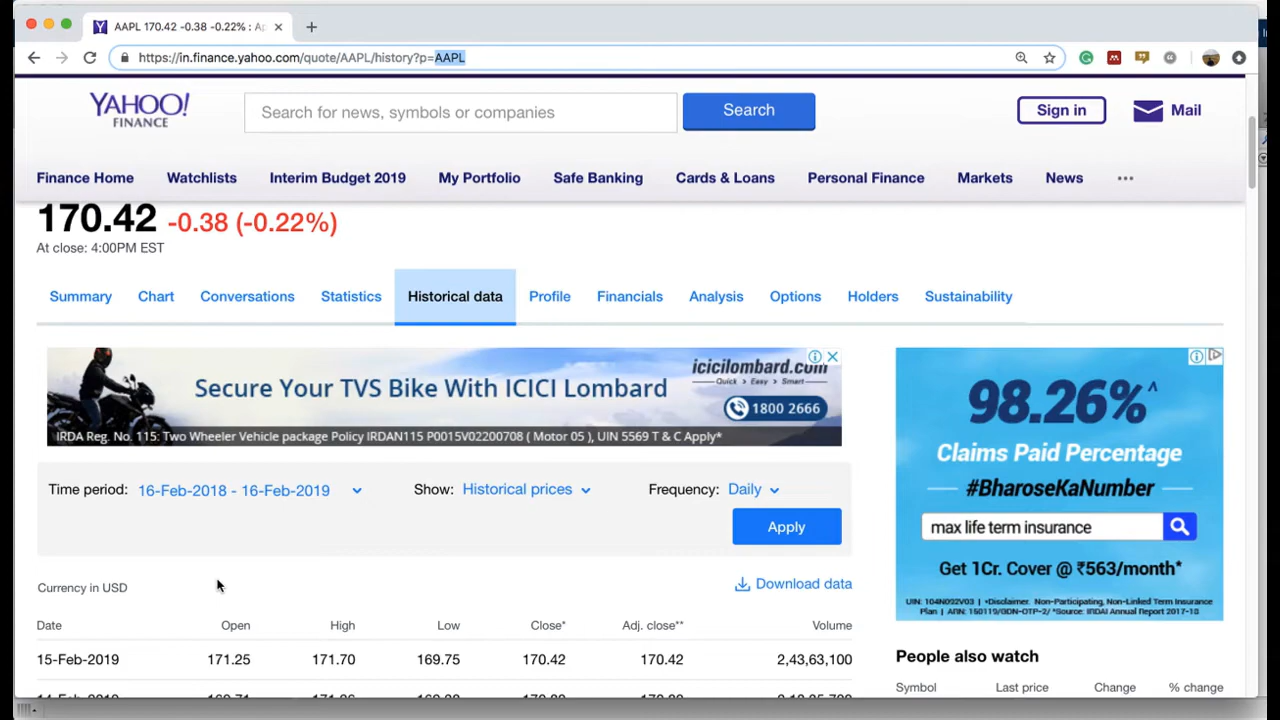 AAPL 170.42 -0.38 -0.22% : Ap
https://in.finance.yahoo.com/quote/AAPL/history?p=AAPL
YAHOO!
FINANCE
Search for news, symbols or companies
Search
Sign in
Mail
Finance Home Watchlists Interim Budget 2019 My Portfolio Safe Banking Cards & Loans Personal Finance Markets News
170.42 -0.38 (-0.22%)
At close: 4:00PM EST
Summary Chart Conversations Statistics Historical data Profile Financials Analysis Options Holders Sustainability
Secure Your TVS Bike With ICICI Lombard
icicilombard.com
Quick > Easy > Smart
1800 2666
IRDA Reg. No. 115: Two Wheeler Vehicle package Policy IRDAN115 P0015V02200708 ( Motor 05 ), UIN 5569 T & C Apply*
Time period: 16-Feb-2018 - 16-Feb-2019 Show: Historical prices Frequency: Daily
Apply
Currency in USD
Download data
Date Open High Low Close* Adj. close** Volume
15-Feb-2019 171.25 171.70 169.75 170.42 170.42 2,43,63,100
98.26%^
Claims Paid Percentage
#BharoseKaNumber
max life term insurance
Get 1Cr. Cover @ ₹563/month*
People also watch
Symbol Last price Change % change